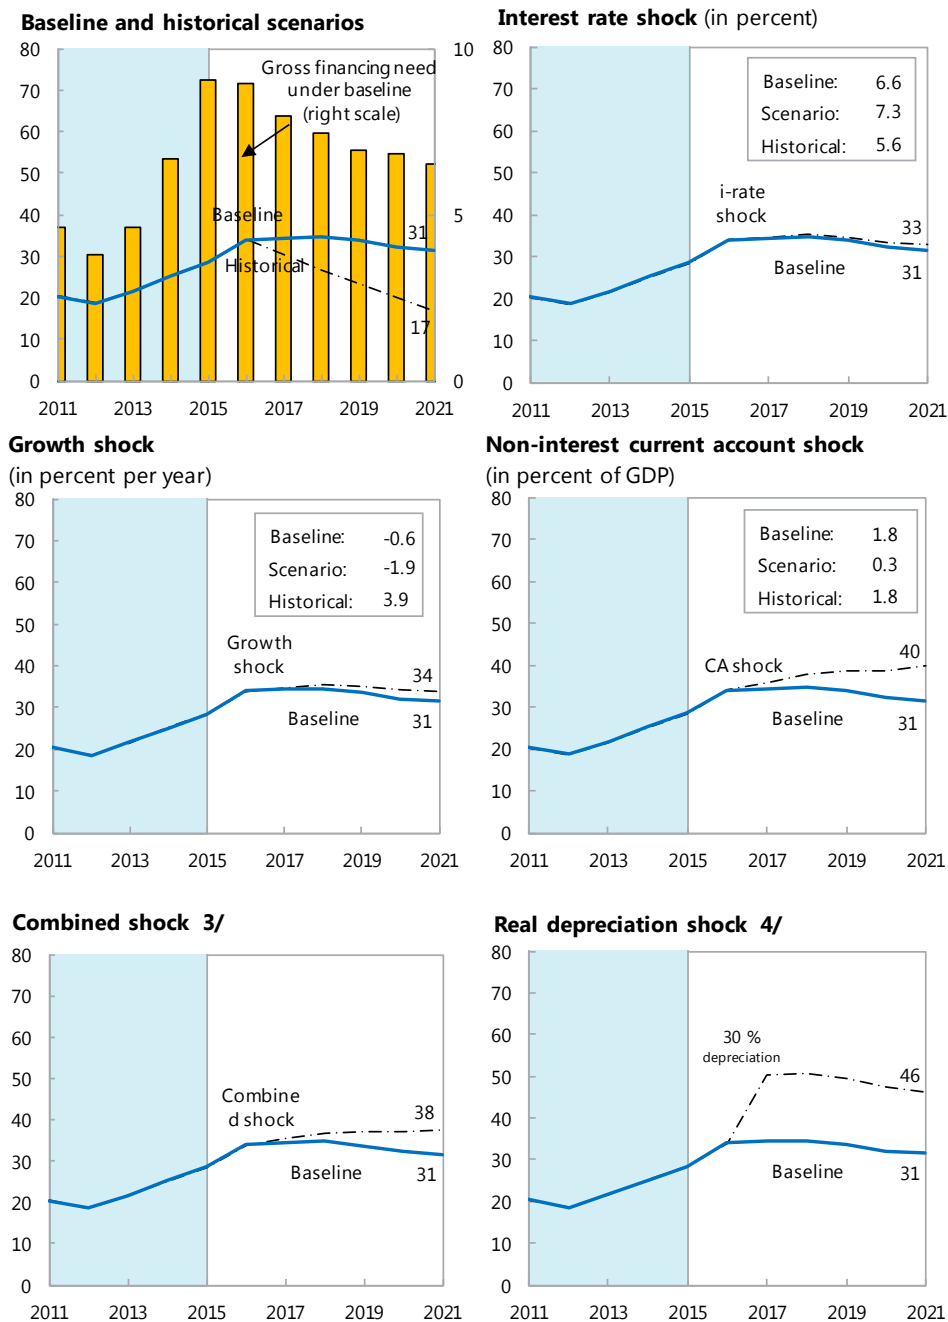 Baseline and historical scenarios
80
70
60
50
40
30
20
10
0
10
5
0
Gross financing need
under baseline
(right scale)
Baseline
31
Historical
17
2011 2013 2015 2017 2019 2021
Interest rate shock (in percent)
80
70
60
50
40
30
20
10
0
Baseline: 6.6
Scenario: 7.3
Historical: 5.6
i-rate
shock
33
Baseline
31
2011 2013 2015 2017 2019 2021
Growth shock
(in percent per year)
80
70
60
50
40
30
20
10
0
Baseline: -0.6
Scenario: -1.9
Historical: 3.9
Growth
shock
34
Baseline
31
2011 2013 2015 2017 2019 2021
Non-interest current account shock
(in percent of GDP)
80
70
60
50
40
30
20
10
0
Baseline: 1.8
Scenario: 0.3
Historical: 1.8
CA shock
40
Baseline
31
2011 2013 2015 2017 2019 2021
Combined shock 3/
80
70
60
50
40
30
20
10
0
Combine
d shock
38
Baseline
31
2011 2013 2015 2017 2019 2021
Real depreciation shock 4/
80
70
60
50
40
30
20
10
0
30 %
depreciation
46
Baseline
31
2011 2013 2015 2017 2019 2021